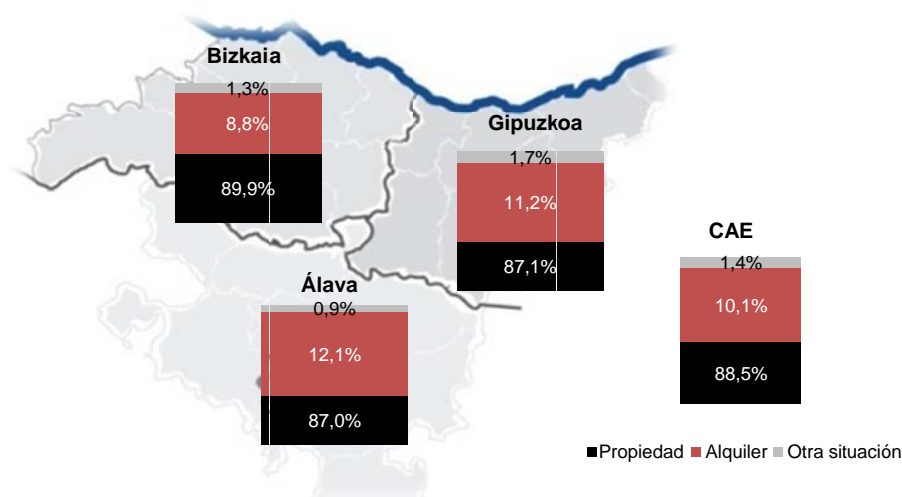 Bizkaia
1,3%
8,8%
89,9%
Gipuzkoa
1,7%
11,2%
87,1%
CAE
1,4%
10,1%
88,5%
Álava
0,9%
12,1%
87,0%
Propiedad Alquiler Otra situación